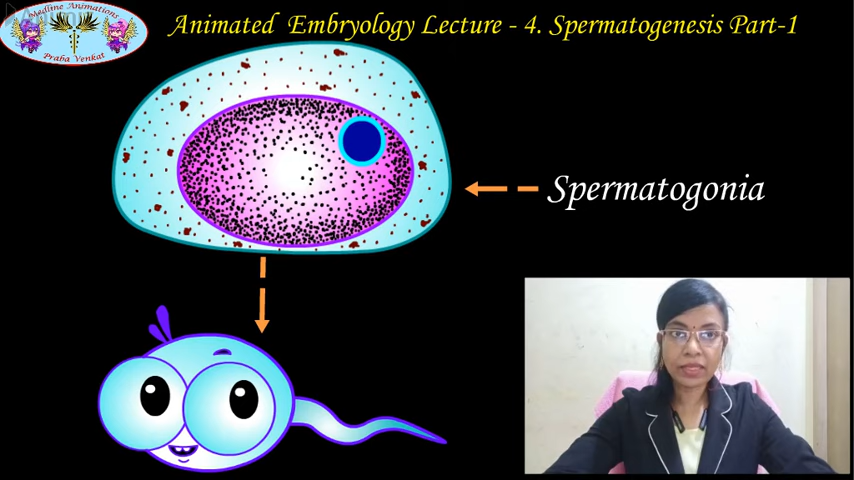 Medline Animations
Praba Venkat
Animated Embryology Lecture - 4. Spermatogenesis Part-1
Spermatogonia